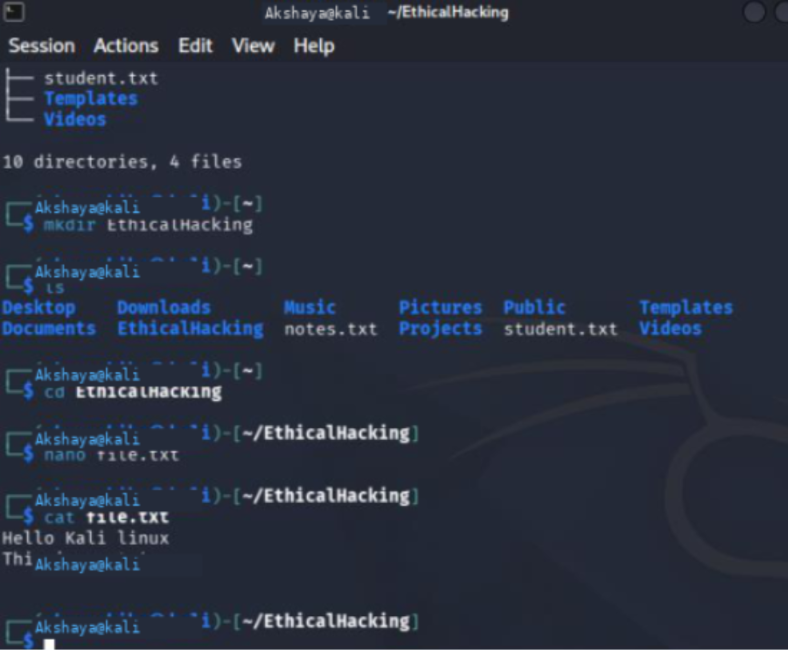 Akshaya@kali ~/EthicalHacking
Session Actions Edit View Help
├── student.txt
├── Templates
└── Videos
10 directories, 4 files
Akshaya@kali i)-[~]
└─$ mkdir EthicalHacking
Akshaya@kali i)-[~]
└─$ ls
Desktop Downloads Music Pictures Public Templates
Documents EthicalHacking notes.txt Projects student.txt Videos
Akshaya@kali i)-[~]
└─$ cd EthicalHacking
Akshaya@kali i)-[~/EthicalHacking]
└─$ nano file.txt
Akshaya@kali i)-[~/EthicalHacking]
└─$ cat file.txt
Hello Kali linux
Thi Akshaya@kali
Akshaya@kali i)-[~/EthicalHacking]
└─$